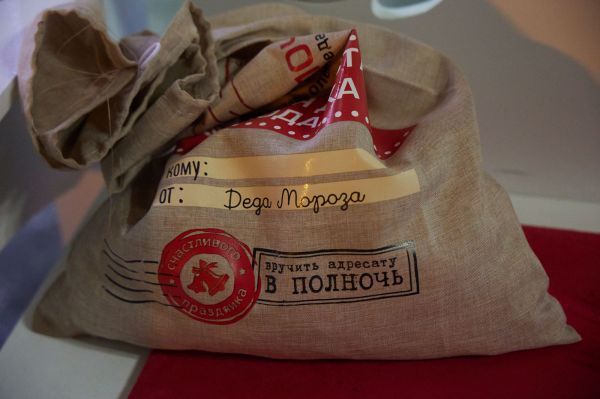 кому:
от: Деда Мороза
счастливого
праздника
вручить адресату
В ПОЛНОЧЬ